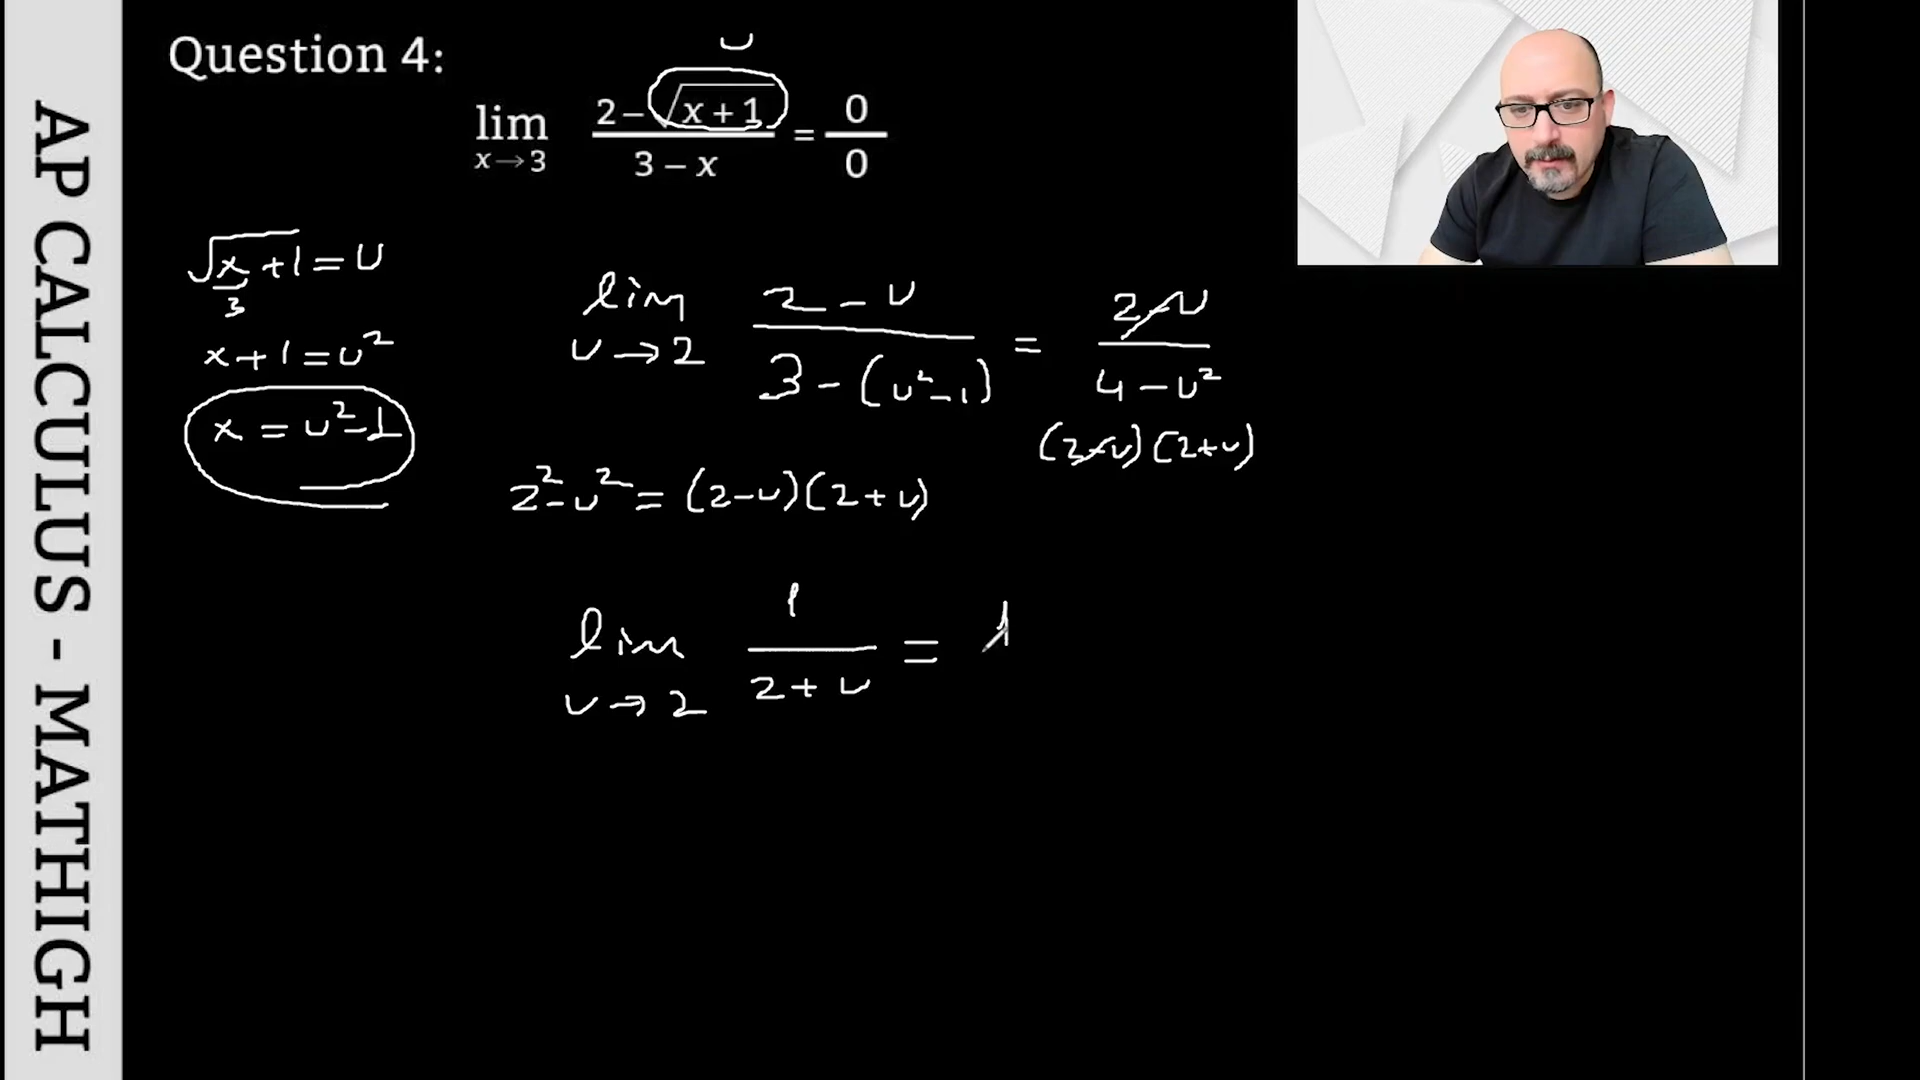 AP CALCULUS - MATHIGH
Question 4:
u
lim x→3 (2 – √(x + 1))/(3 – x) = 0/0
√x + 1 = u
3
x + 1 = u²
x = u² – 1
lim u→2 (2 – u)/(3 – (u² – 1)) = (2 – u)/(4 – u²)
(2 – u)(2 + u)
2² – u² = (2 – u)(2 + u)
lim u→2 1/(2 + u) = 1